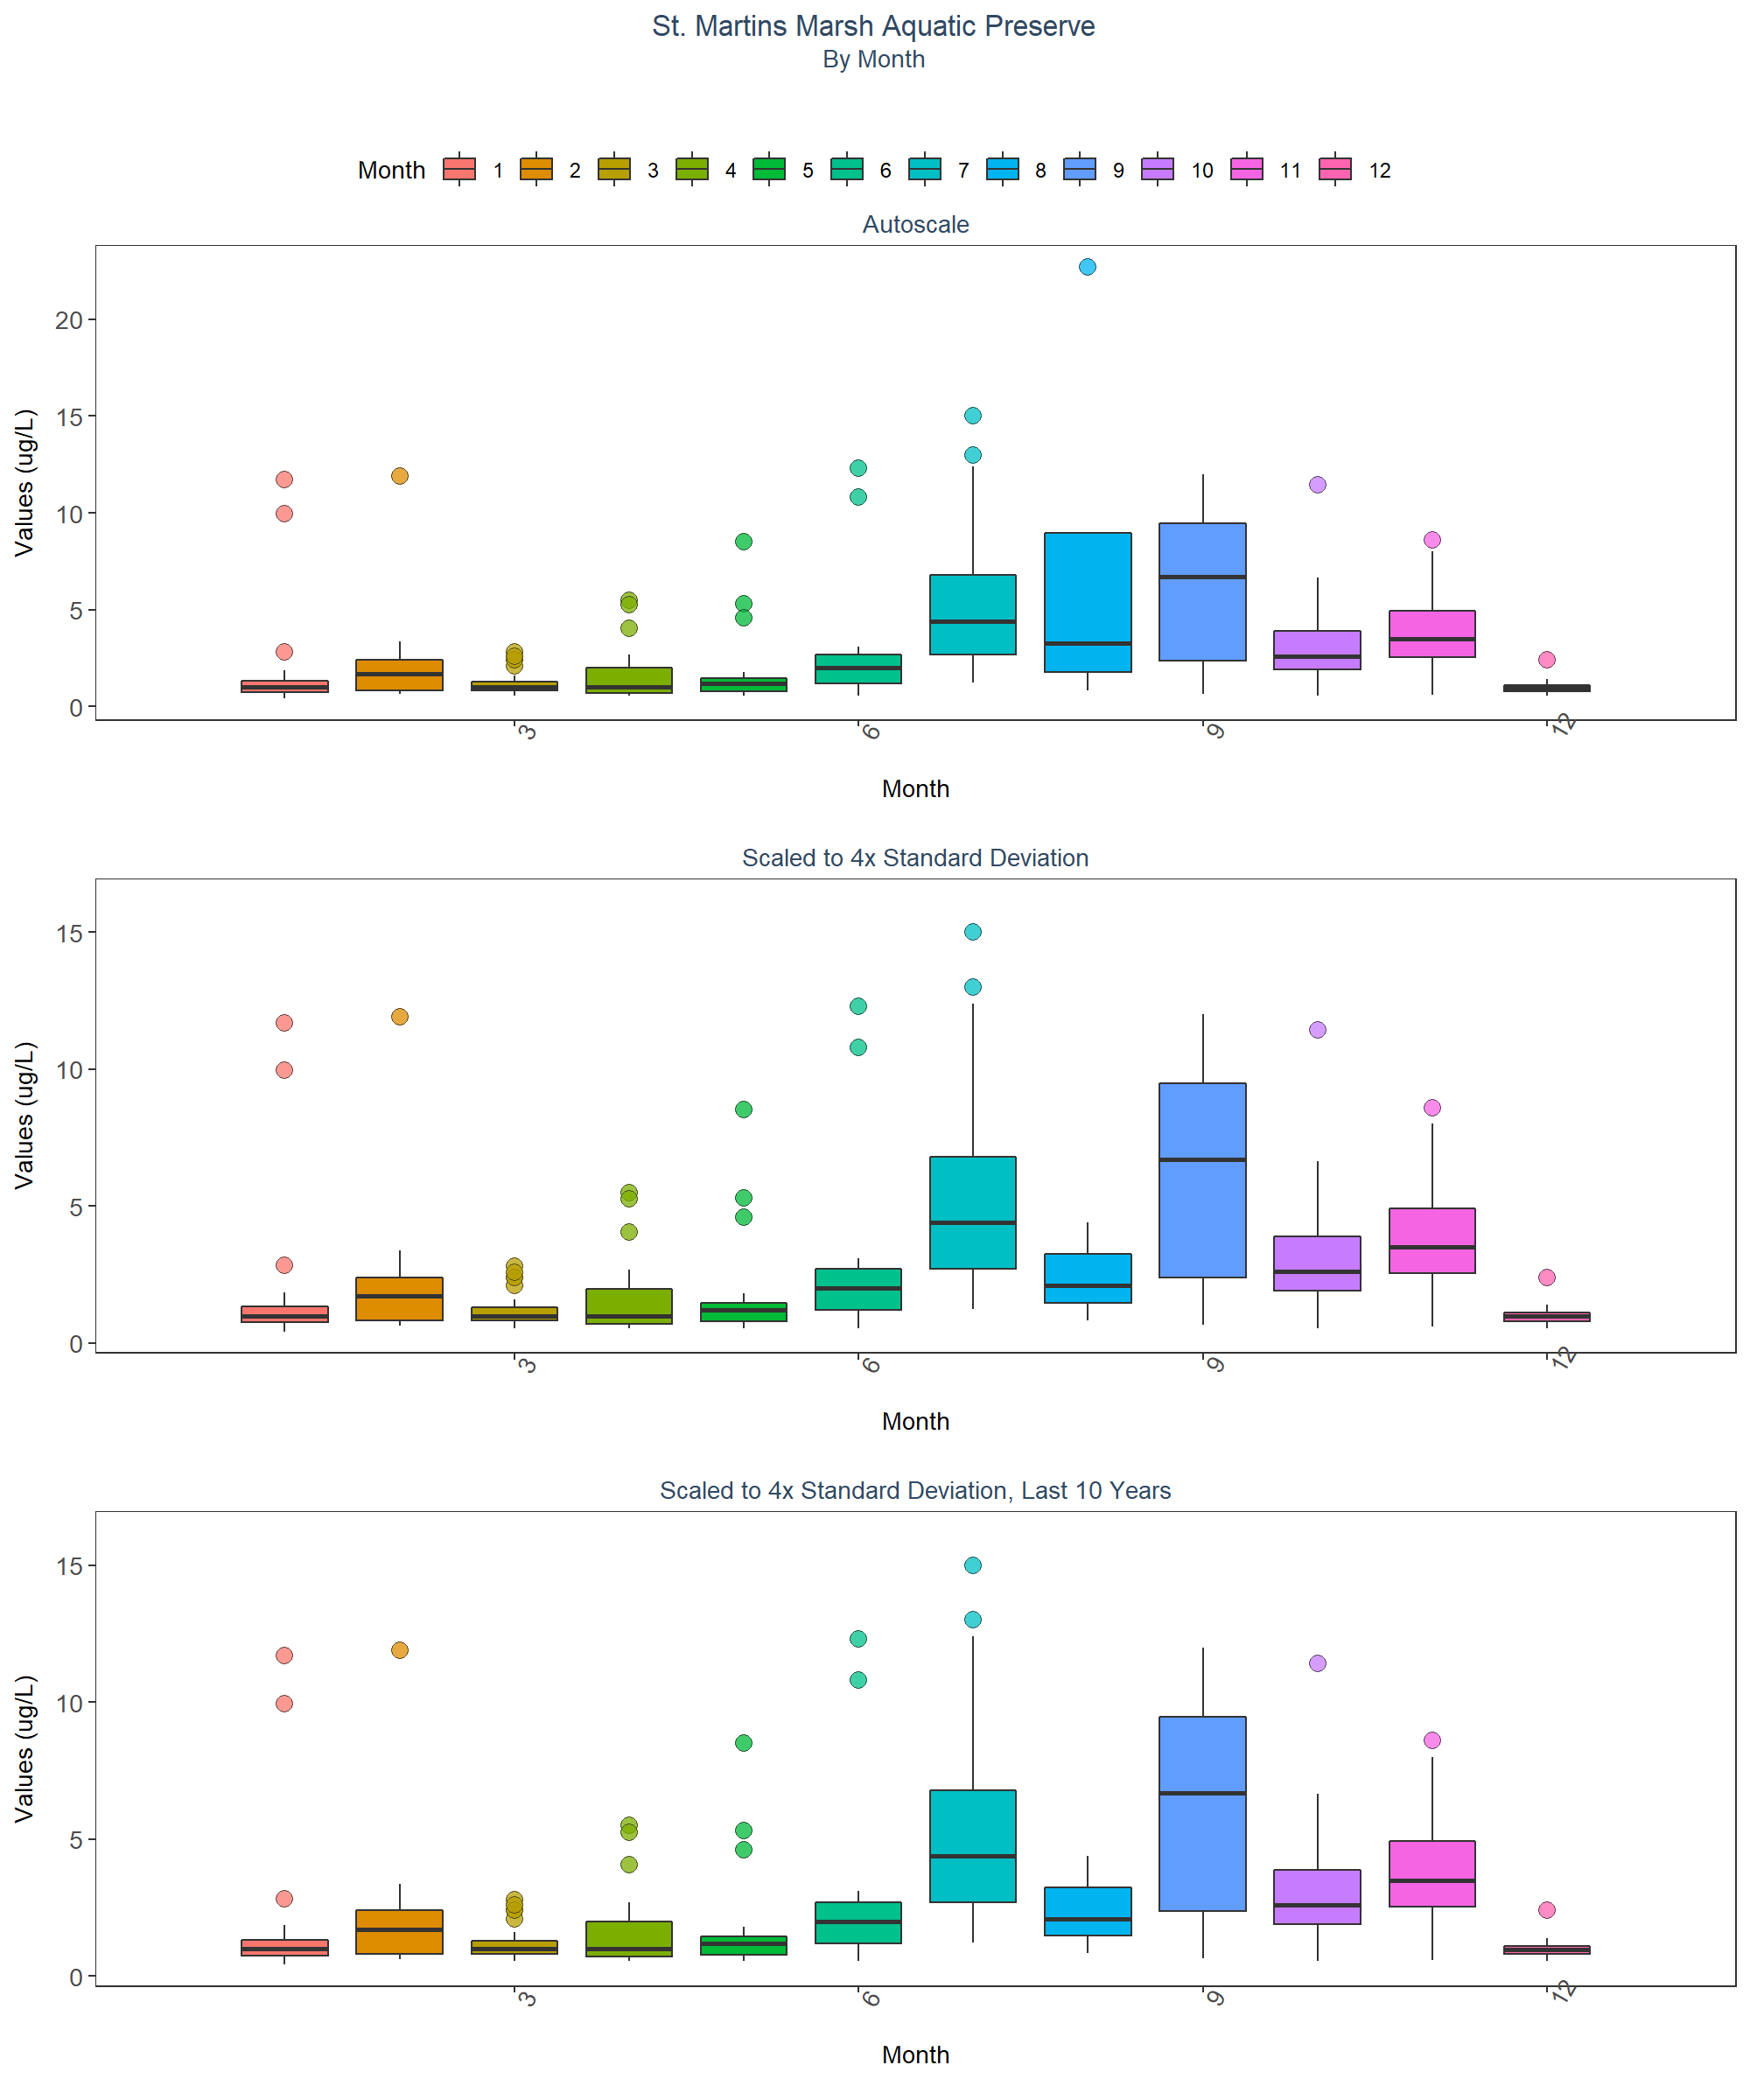 St. Martins Marsh Aquatic Preserve
By Month
Month 1 2 3 4 5 6 7 8 9 10 11 12
Autoscale
Values (ug/L)
20
15
10
5
0
3 6 9 12
Month
Scaled to 4x Standard Deviation
Values (ug/L)
15
10
5
0
3 6 9 12
Month
Scaled to 4x Standard Deviation, Last 10 Years
Values (ug/L)
15
10
5
0
3 6 9 12
Month